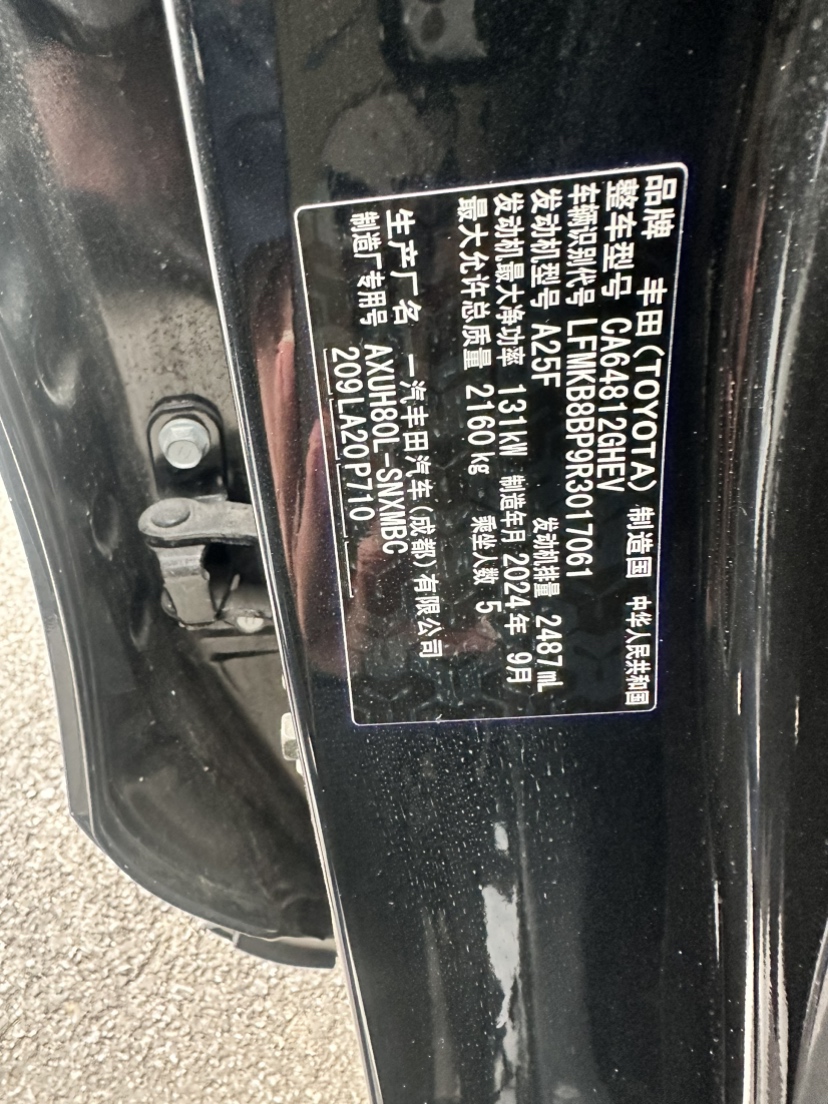 品牌 丰田(TOYOTA) 制造国 中华人民共和国
整车型号 CA64812GHEV
车辆识别代号 LFMKB8BP9R3017061
发动机型号 A25F 发动机排量 2487 mL
发动机最大净功率 131kW 制造年月 2024年 9月
最大允许总质量 2160kg 乘坐人数 5
生产厂名 一汽丰田汽车(成都)有限公司
制造厂专用号 AXUH80L-SNXMBC
209 LA20 P710